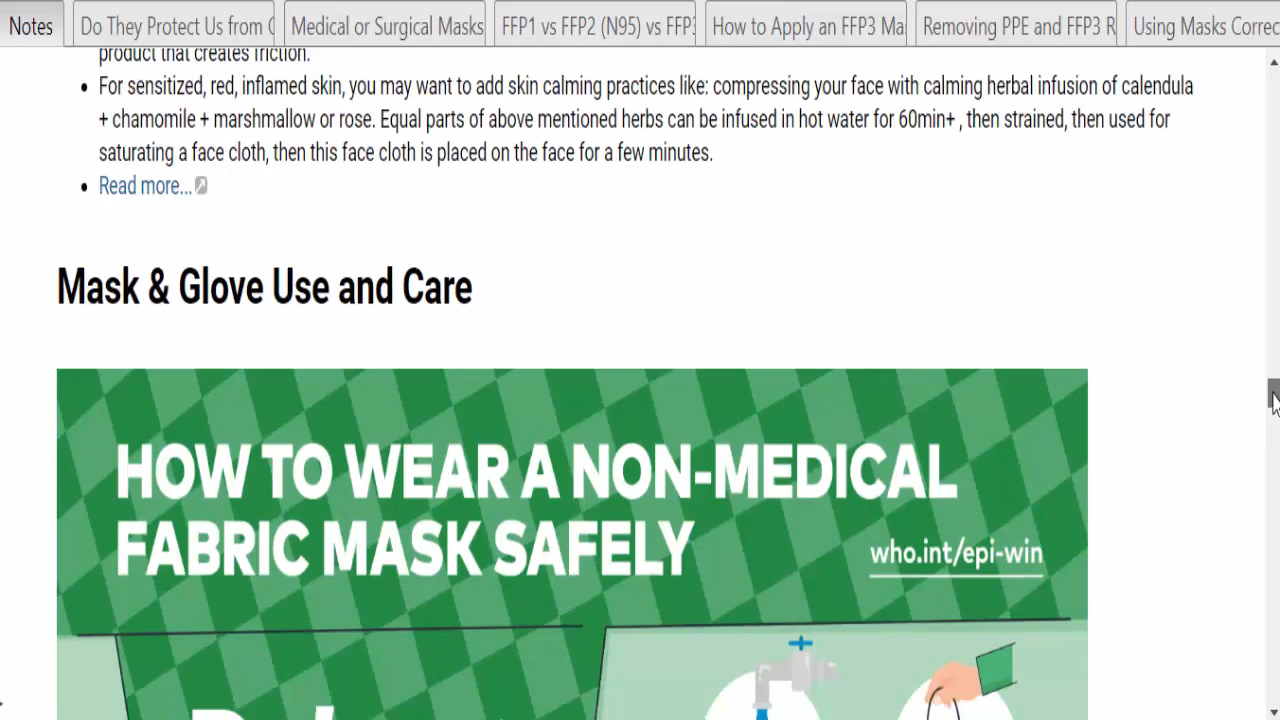 Notes
Do They Protect Us from
Medical or Surgical Masks
FFP1 vs FFP2 (N95) vs FFP3
How to Apply an FFP3 Ma
Removing PPE and FFP3 R
Using Masks Correc
product that creates friction.
For sensitized, red, inflamed skin, you may want to add skin calming practices like: compressing your face with calming herbal infusion of calendula
+ chamomile + marshmallow or rose. Equal parts of above mentioned herbs can be infused in hot water for 60min+ , then strained, then used for
saturating a face cloth, then this face cloth is placed on the face for a few minutes.
Read more...
Mask & Glove Use and Care
HOW TO WEAR A NON-MEDICAL
FABRIC MASK SAFELY
who.int/epi-win